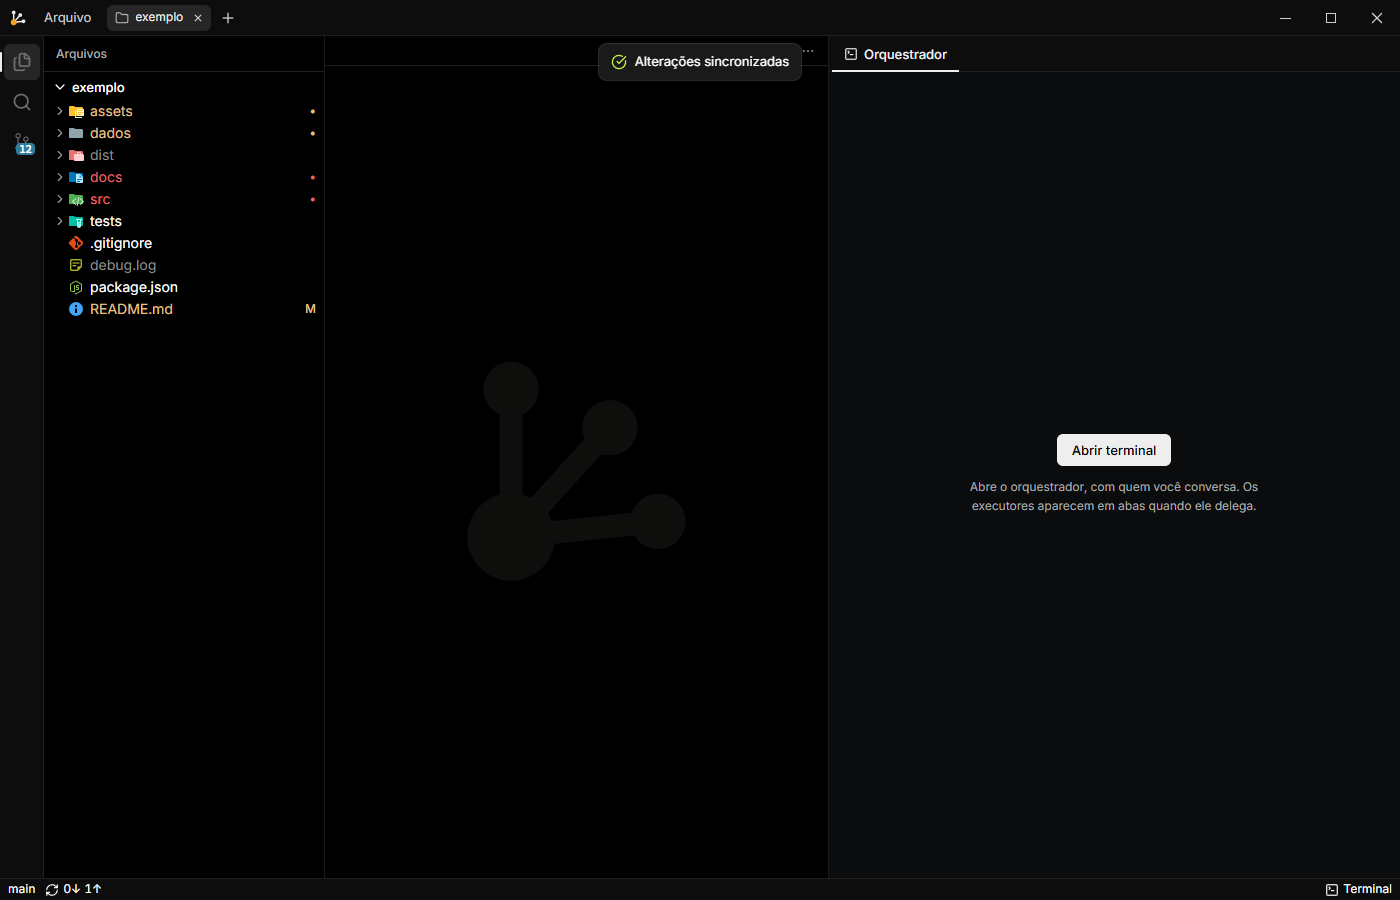 Arquivo
exemplo
Arquivos
Alterações sincronizadas
Orquestrador
exemplo
assets
dados
12
dist
docs
src
tests
.gitignore
debug.log
package.json
README.md M
Abrir terminal
Abre o orquestrador, com quem você conversa. Os
executores aparecem em abas quando ele delega.
main 0↓ 1↑
Terminal